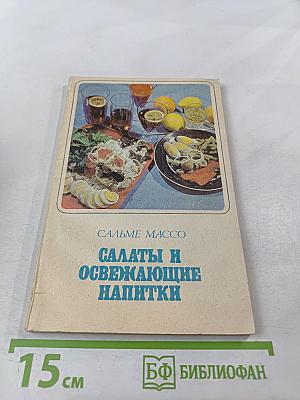 САЛЬМЕ МАССО
САЛАТЫ И
ОСВЕЖАЮЩИЕ
НАПИТКИ
15 см
БФ БИБЛИОФАН